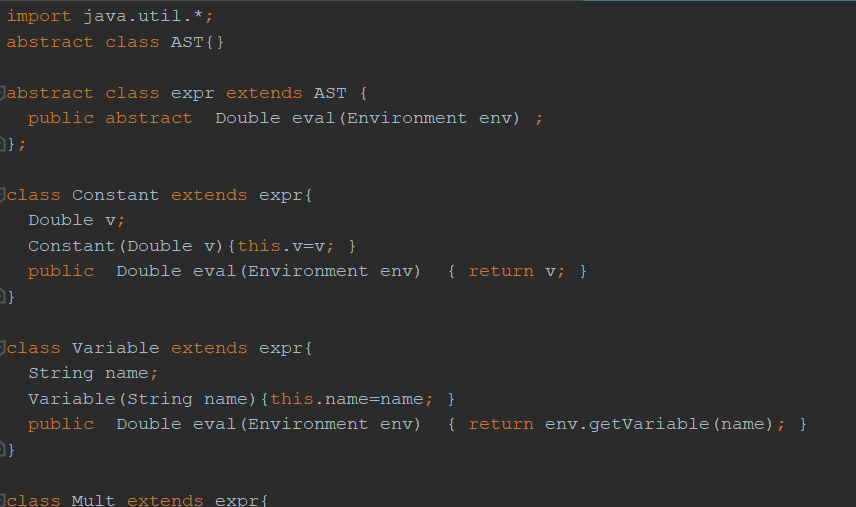 import java.util.*;
abstract class AST{}
abstract class expr extends AST {
  public abstract  Double eval(Environment env) ;
};
class Constant extends expr{
  Double v;
  Constant(Double v){this.v=v; }
  public  Double eval(Environment env)  { return v; }
}
class Variable extends expr{
  String name;
  Variable(String name){this.name=name; }
  public  Double eval(Environment env)  { return env.getVariable(name); }
}
class Mult extends expr{